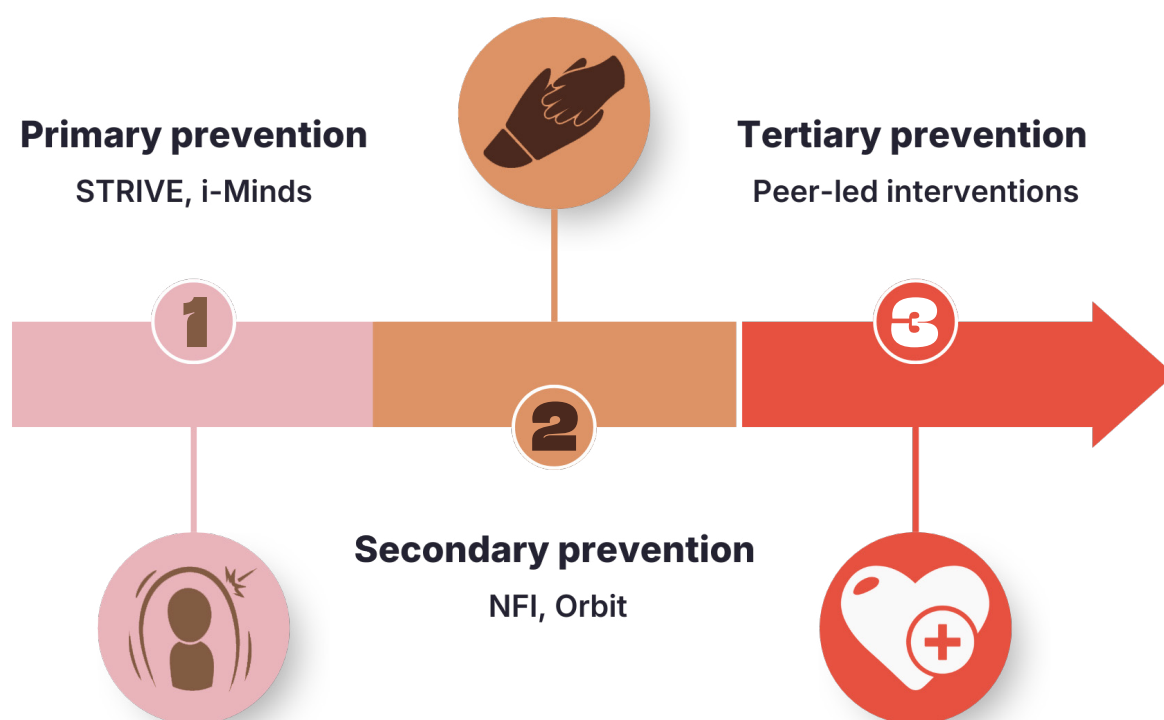 Primary prevention
STRIVE, i-Minds
1
2
Secondary prevention
NFI, Orbit
Tertiary prevention
Peer-led interventions
3